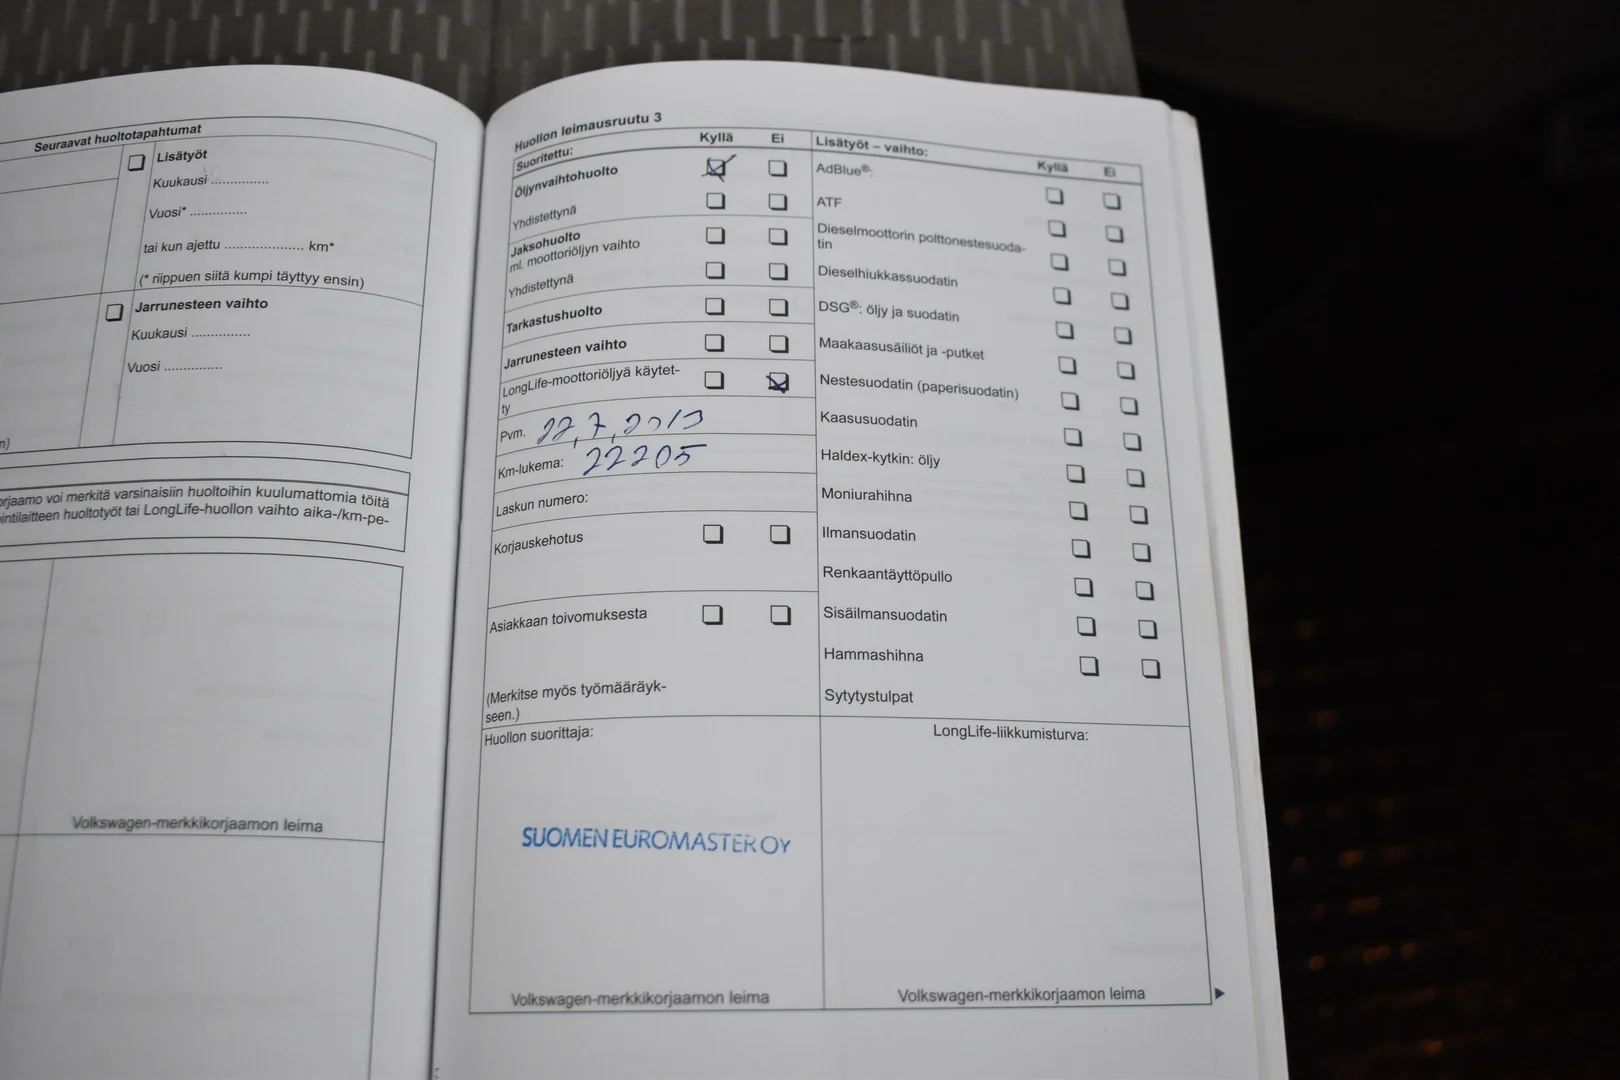 Seuraavat huoltotapahtumat
Lisätyöt
Kuukausi ..............
Vuosi* ..............
tai kun ajettu .................... km*
(* riippuen siitä kumpi täyttyy ensin)
Jarrunesteen vaihto
Kuukausi ..............
Vuosi ..............
orjaamo voi merkitä varsinaisiin huoltoihin kuulumattomia töitä
intilaitteen huoltotyöt tai LongLife-huollon vaihto aika-/km-pe-
Volkswagen-merkkikorjaamon leima
Huollon leimausruutu 3
Suoritettu: Kyllä Ei
Öljynvaihtohuolto
Yhdistettynä
Jaksohuolto
ml. moottoriöljyn vaihto
Yhdistettynä
Tarkastushuolto
Jarrunesteen vaihto
LongLife-moottoriöljyä käytet-
ty
Pvm. 22,7,2013
Km-lukema: 22205
Laskun numero:
Korjauskehotus
Asiakkaan toivomuksesta
(Merkitse myös työmääräyk-
seen.)
Huollon suorittaja:
SUOMEN EUROMASTER OY
Volkswagen-merkkikorjaamon leima
Lisätyöt – vaihto: Kyllä Ei
AdBlue®:
ATF
Dieselmoottorin polttonestesuoda-
tin
Dieselhiukkassuodatin
DSG®: öljy ja suodatin
Maakaasusäiliöt ja -putket
Nestesuodatin (paperisuodatin)
Kaasusuodatin
Haldex-kytkin: öljy
Moniurahihna
Ilmansuodatin
Renkaantäyttöpullo
Sisäilmansuodatin
Hammashihna
Sytytystulpat
LongLife-liikkumisturva:
Volkswagen-merkkikorjaamon leima